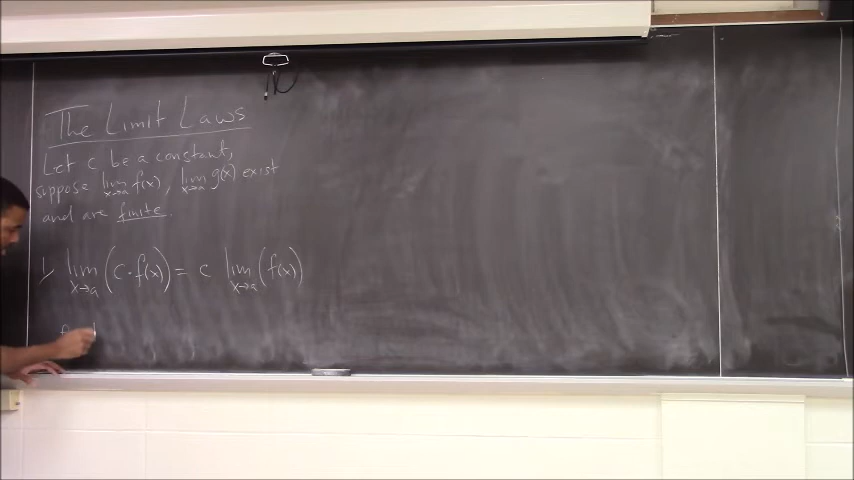 The Limit Laws
Let c be a constant,
suppose lim x→a f(x), lim x→a g(x) exist
and are finite.
1) lim x→a (c·f(x)) = c lim x→a (f(x))